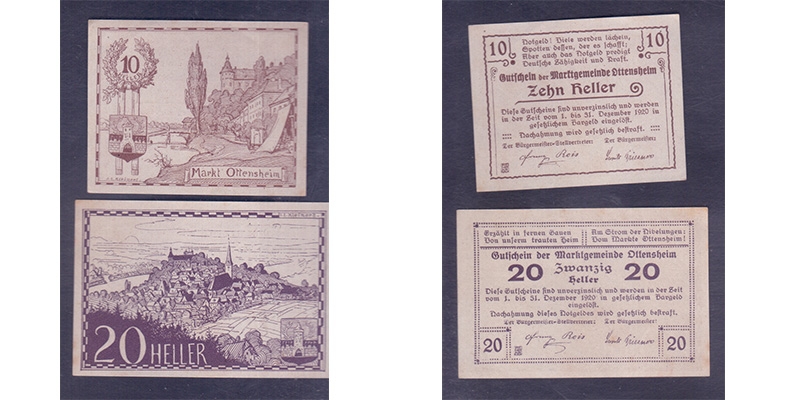 10
HELLER
Markt Ottensheim
20 HELLER
10
Notgeld! Viele werden lächeln,
Spotten dessen, der es schafft;
Aber auch das Notgeld predigt
Deutsche Zähigkeit und Kraft.
10
Gutschein der Marktgemeinde Ottensheim
Zehn Heller
Diese Gutscheine sind unverzinslich und werden
in der Zeit vom 1. bis 31. Dezember 1920 in
gesetzlichem Bargeld eingelöst.
Nachahmung wird gesetzlich bestraft.
Der Bürgermeister-Stellvertreter: Der Bürgermeister:
Erzählt in fernen Gauen
Von unserm trauten Heim
Am Strom der Nibelungen:
Vom Markte Ottensheim!
Gutschein der Marktgemeinde Ottensheim
20 Zwanzig 20
Heller
Diese Gutscheine sind unverzinslich und werden in der Zeit
vom 1. bis 31. Dezember 1920 in gesetzlichem Bargeld
eingelöst.
Nachahmung dieses Notgeldes wird gesetzlich bestraft.
Der Bürgermeister-Stellvertreter: Der Bürgermeister:
20
20